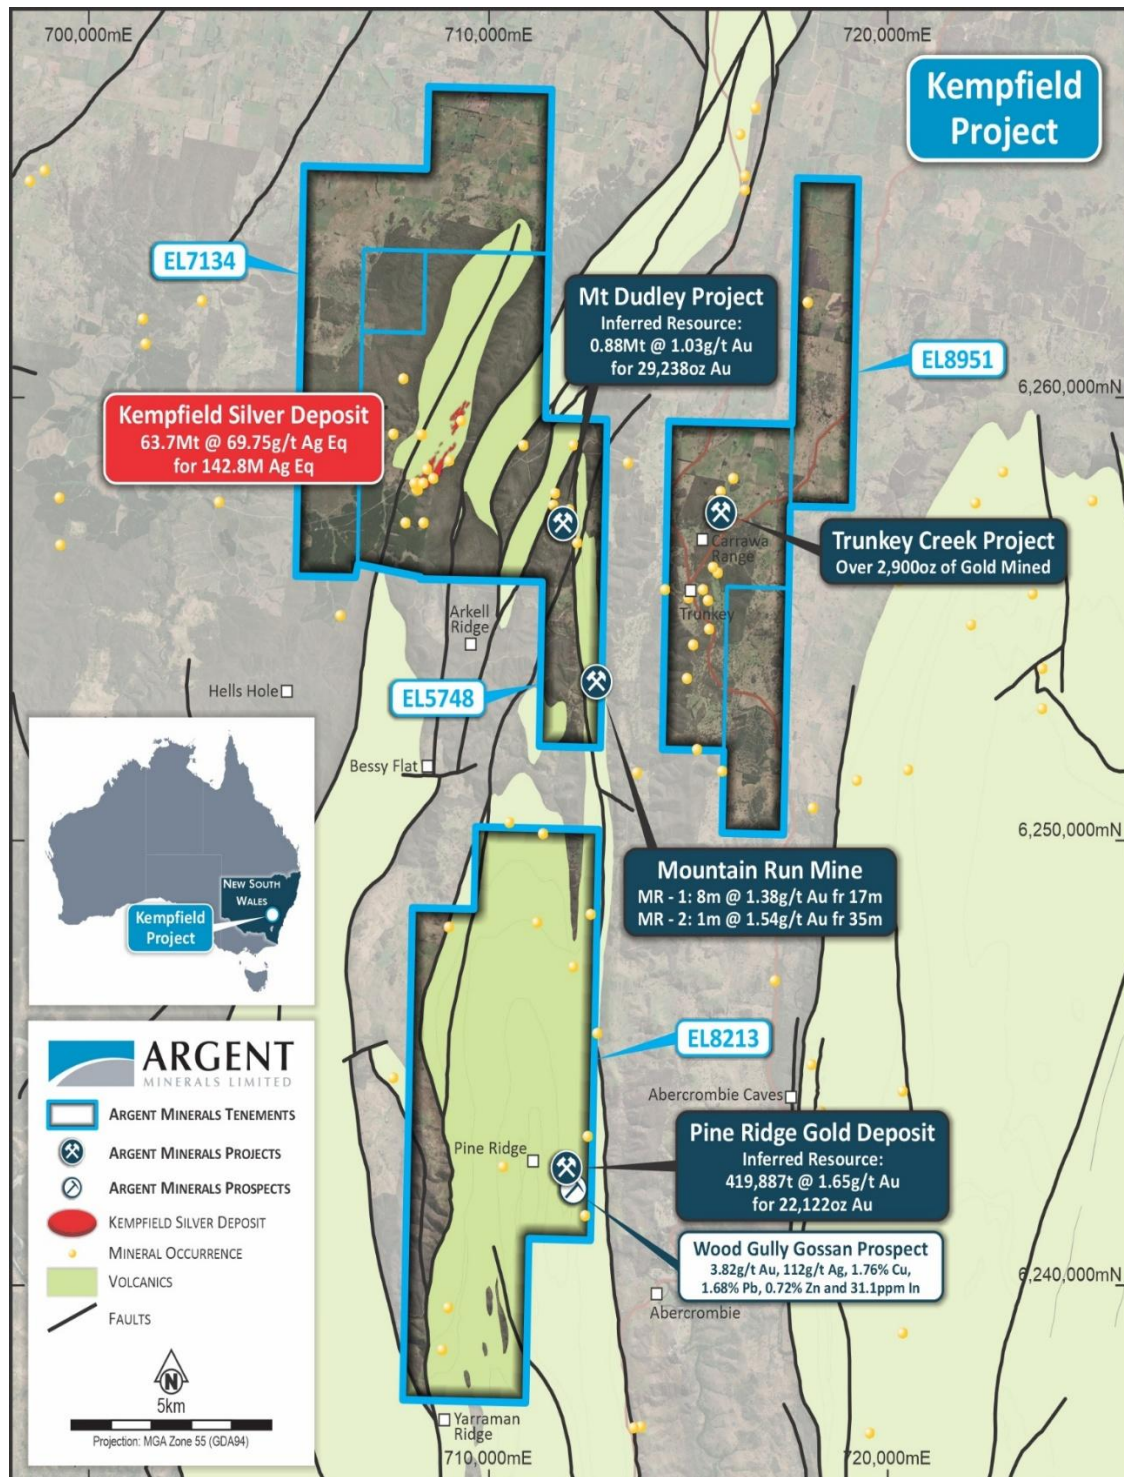 700,000mE
710,000mE
720,000mE
Kempfield
Project
EL7134
Mt Dudley Project
Inferred Resource:
0.88Mt @ 1.03g/t Au
for 29,238oz Au
EL8951
6,260,000mN
Kempfield Silver Deposit
63.7Mt @ 69.75g/t Ag Eq
for 142.8M Ag Eq
Carrawa
Range
Trunkey Creek Project
Over 2,900oz of Gold Mined
Trunkey
Arkell
Ridge
Hells Hole
EL5748
Bessy Flat
6,250,000mN
Mountain Run Mine
MR - 1: 8m @ 1.38g/t Au fr 17m
MR - 2: 1m @ 1.54g/t Au fr 35m
NEW SOUTH
WALES
Kempfield
Project
EL8213
Abercrombie Caves
Pine Ridge
Pine Ridge Gold Deposit
Inferred Resource:
419,887t @ 1.65g/t Au
for 22,122oz Au
Wood Gully Gossan Prospect
3.82g/t Au, 112g/t Ag, 1.76% Cu,
1.68% Pb, 0.72% Zn and 31.1ppm In
6,240,000mN
Abercrombie
ARGENT
MINERALS LIMITED
ARGENT MINERALS TENEMENTS
ARGENT MINERALS PROJECTS
ARGENT MINERALS PROSPECTS
KEMPFIELD SILVER DEPOSIT
MINERAL OCCURRENCE
VOLCANICS
FAULTS
N
5km
Projection: MGA Zone 55 (GDA94)
Yarraman
Ridge
710,000mE
720,000mE